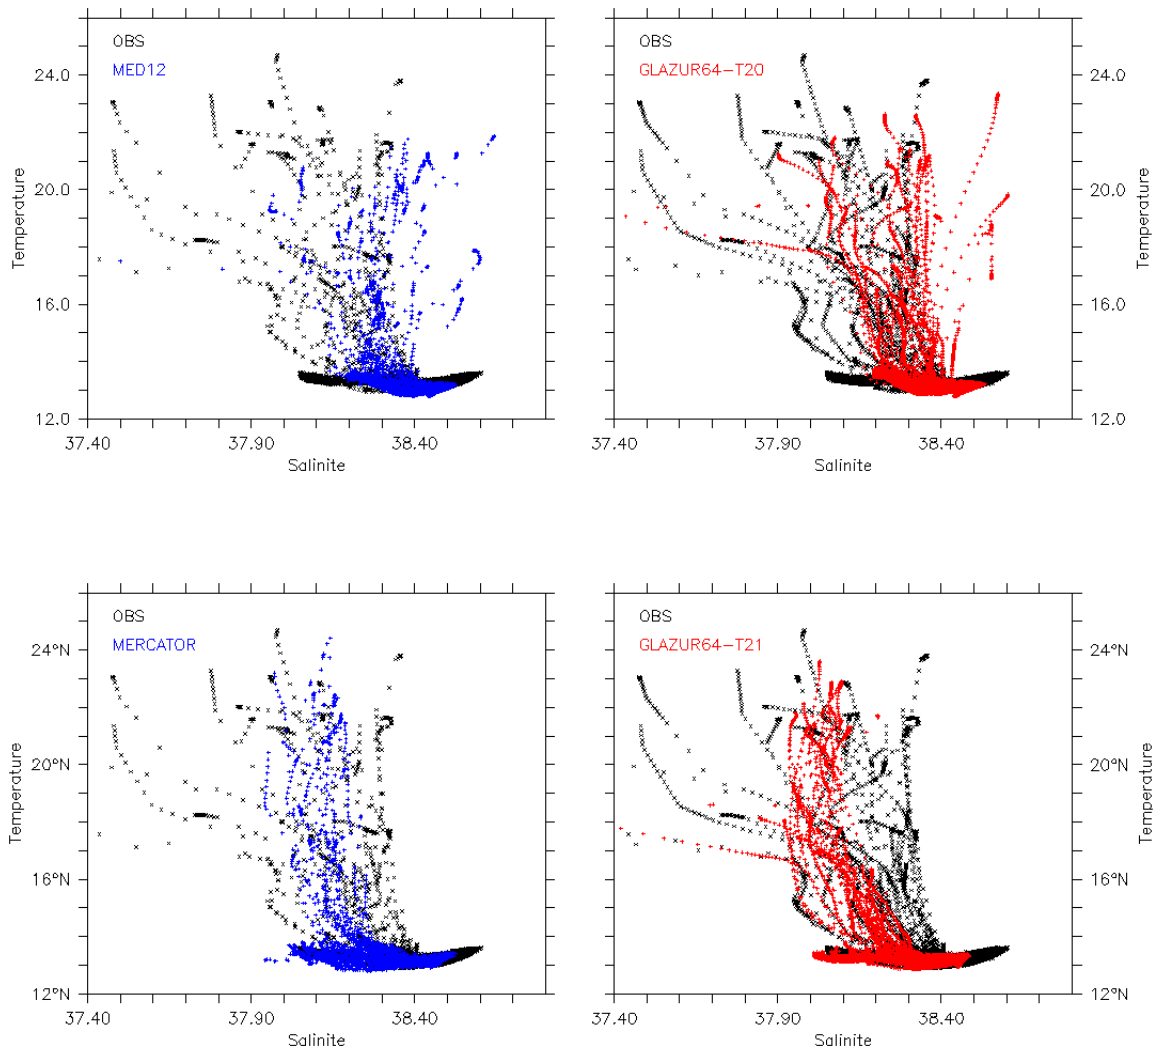 OBS
MED12
24.0
20.0
16.0
12.0
Temperature
37.40
37.90
38.40
Salinite
OBS
GLAZUR64-T20
24.0
20.0
16.0
12.0
Temperature
37.40
37.90
38.40
Salinite
OBS
MERCATOR
24°N
20°N
16°N
12°N
Temperature
37.40
37.90
38.40
Salinite
OBS
GLAZUR64-T21
24°N
20°N
16°N
12°N
Temperature
37.40
37.90
38.40
Salinite